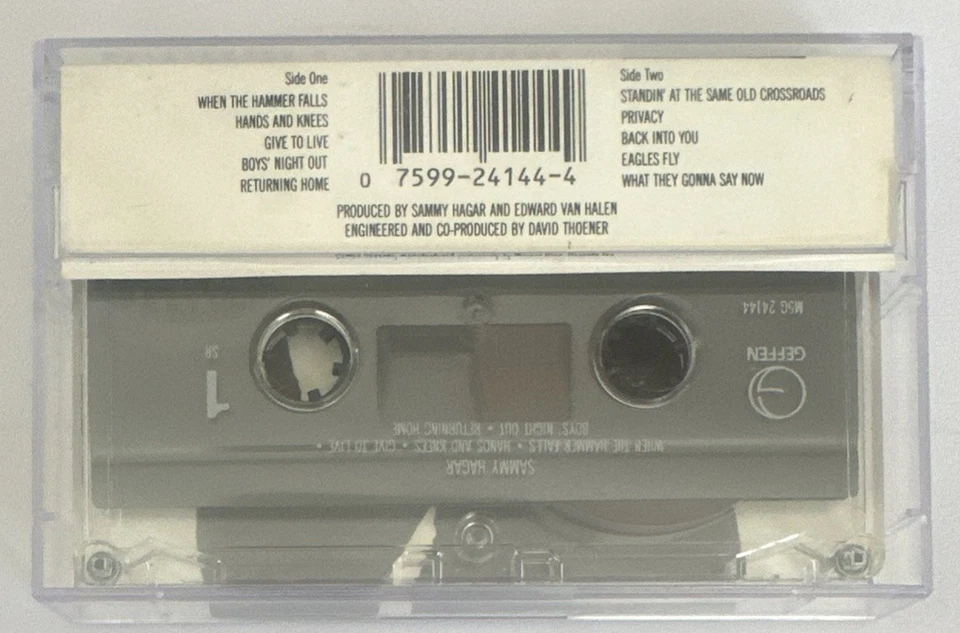 Side One
WHEN THE HAMMER FALLS
HANDS AND KNEES
GIVE TO LIVE
BOYS' NIGHT OUT
RETURNING HOME
0 7599-24144-4
Side Two
STANDIN' AT THE SAME OLD CROSSROADS
PRIVACY
BACK INTO YOU
EAGLES FLY
WHAT THEY GONNA SAY NOW
PRODUCED BY SAMMY HAGAR AND EDWARD VAN HALEN
ENGINEERED AND CO-PRODUCED BY DAVID THOENER
SAMMY HAGAR
WHEN THE HAMMER FALLS • HANDS AND KNEES • GIVE TO LIVE •
BOYS' NIGHT OUT • RETURNING HOME
GEFFEN
M5G 24144
1
SR